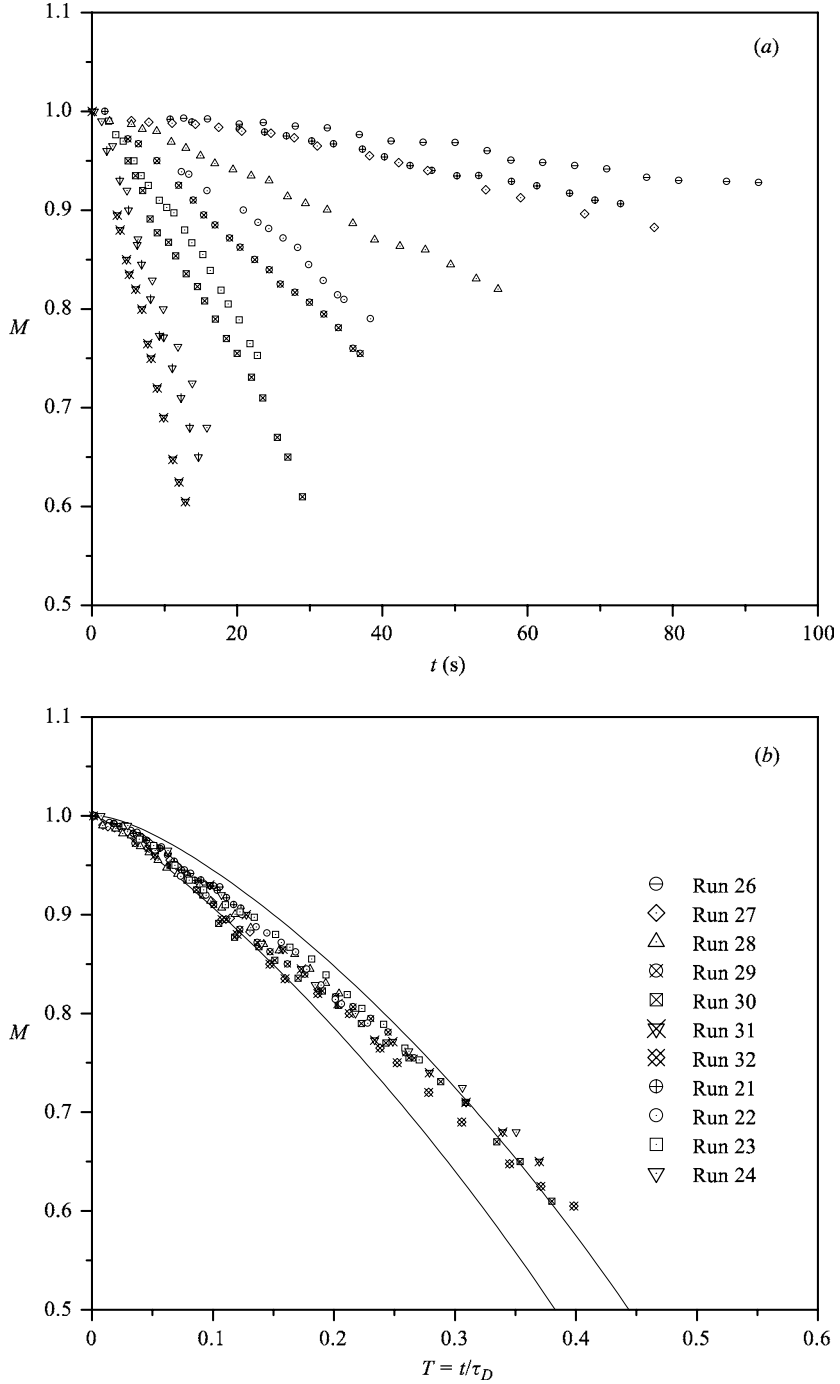 1.1
(a)
1.0
0.9
0.8
M
0.7
0.6
0.5
0 20 40 60 80 100
t (s)
1.1
(b)
1.0
0.9
0.8
M
0.7
0.6
0.5
Run 26
Run 27
Run 28
Run 29
Run 30
Run 31
Run 32
Run 21
Run 22
Run 23
Run 24
0 0.1 0.2 0.3 0.4 0.5 0.6
T = t/τD